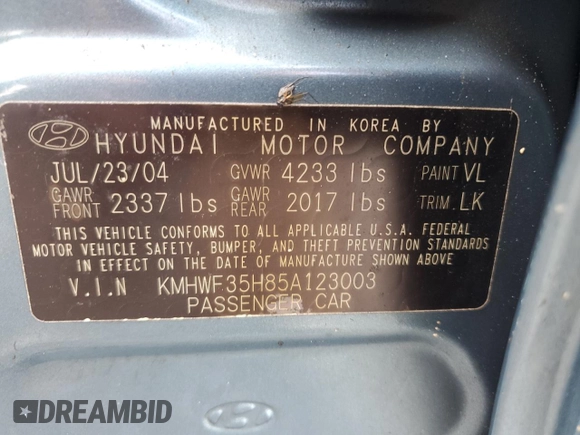 MANUFACTURED IN KOREA BY
HYUNDAI MOTOR COMPANY
JUL/23/04 GVWR 4233 lbs PAINT VL
GAWR FRONT 2337 lbs GAWR REAR 2017 lbs TRIM. LK
THIS VEHICLE CONFORMS TO ALL APPLICABLE U.S.A. FEDERAL
MOTOR VEHICLE SAFETY, BUMPER, AND THEFT PREVENTION STANDARDS
IN EFFECT ON THE DATE OF MANUFACTURE SHOWN ABOVE
V.I.N KMHWF35H85A123003
PASSENGER CAR
DREAMBID